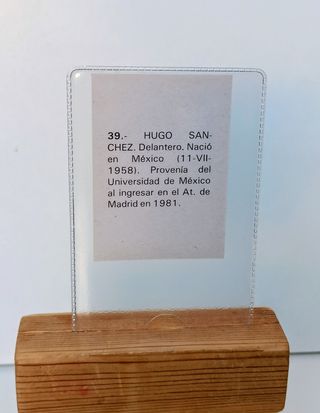 39.- HUGO SAN-
CHEZ. Delantero. Nació
en México (11-VII-
1958). Provenía del
Universidad de México
al ingresar en el At. de
Madrid en 1981.